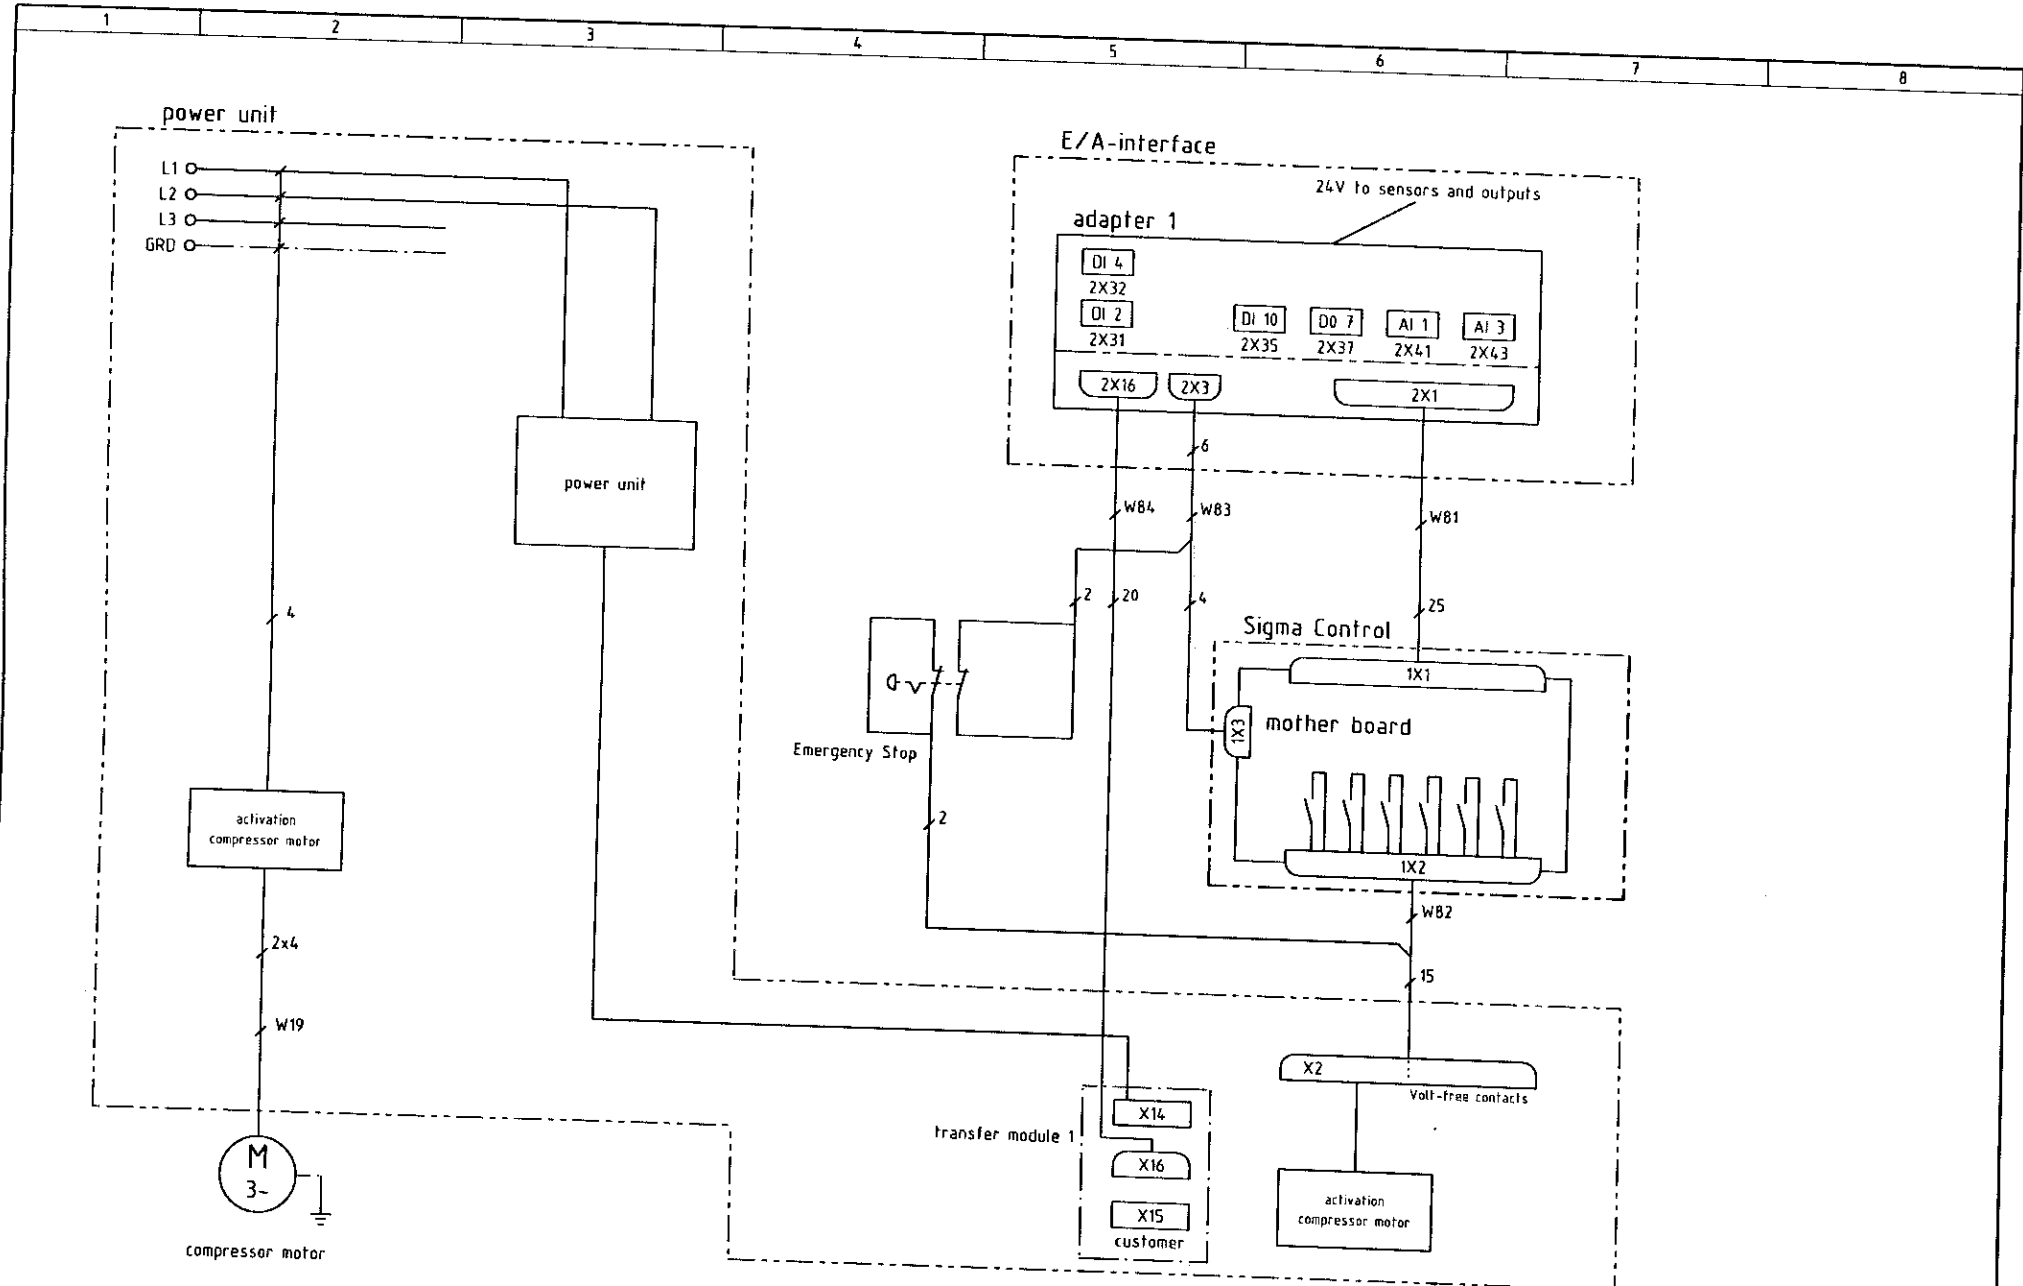 1
2
3
4
5
6
7
8
power unit
L1
L2
L3
GRD
power unit
4
activation
compressor motor
2x4
W19
M
3~
compressor motor
E/A-interface
24V to sensors and outputs
adapter 1
DI 4
2X32
DI 2
2X31
DI 10
2X35
DO 7
2X37
AI 1
2X41
AI 3
2X43
2X16
2X3
2X1
6
W84
W83
W81
2
20
4
25
Emergency Stop
2
Sigma Control
1X1
1X3
mother board
1X2
W82
15
X2
Volt-free contacts
transfer module 1
X14
X16
X15
customer
activation
compressor motor